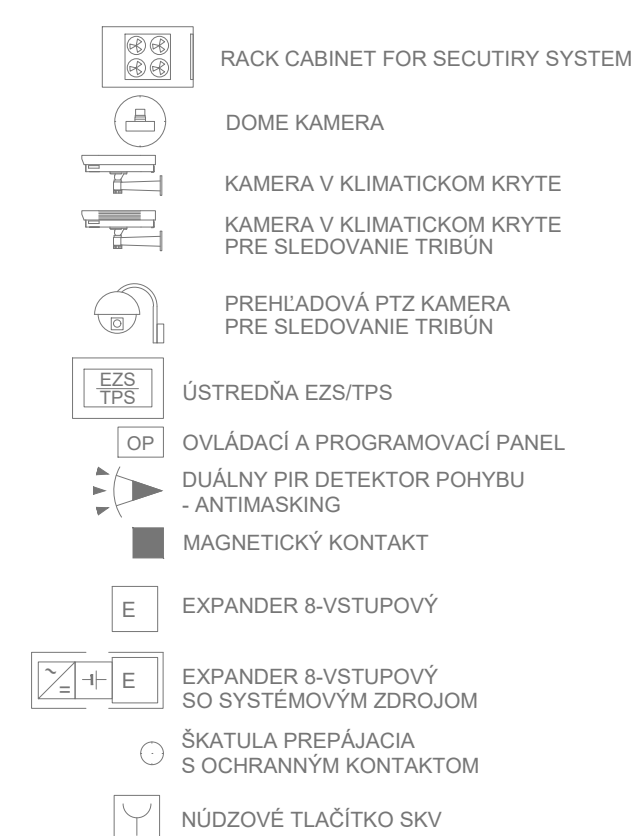 RACK CABINET FOR SECUTIRY SYSTEM
DOME KAMERA
KAMERA V KLIMATICKOM KRYTE
KAMERA V KLIMATICKOM KRYTE
PRE SLEDOVANIE TRIBÚN
PREHĽADOVÁ PTZ KAMERA
PRE SLEDOVANIE TRIBÚN
EZS
TPS
ÚSTREDŇA EZS/TPS
OP
OVLÁDACÍ A PROGRAMOVACÍ PANEL
DUÁLNY PIR DETEKTOR POHYBU
- ANTIMASKING
MAGNETICKÝ KONTAKT
E
EXPANDER 8-VSTUPOVÝ
E
EXPANDER 8-VSTUPOVÝ
SO SYSTÉMOVÝM ZDROJOM
ŠKATULA PREPÁJACIA
S OCHRANNÝM KONTAKTOM
NÚDZOVÉ TLAČÍTKO SKV